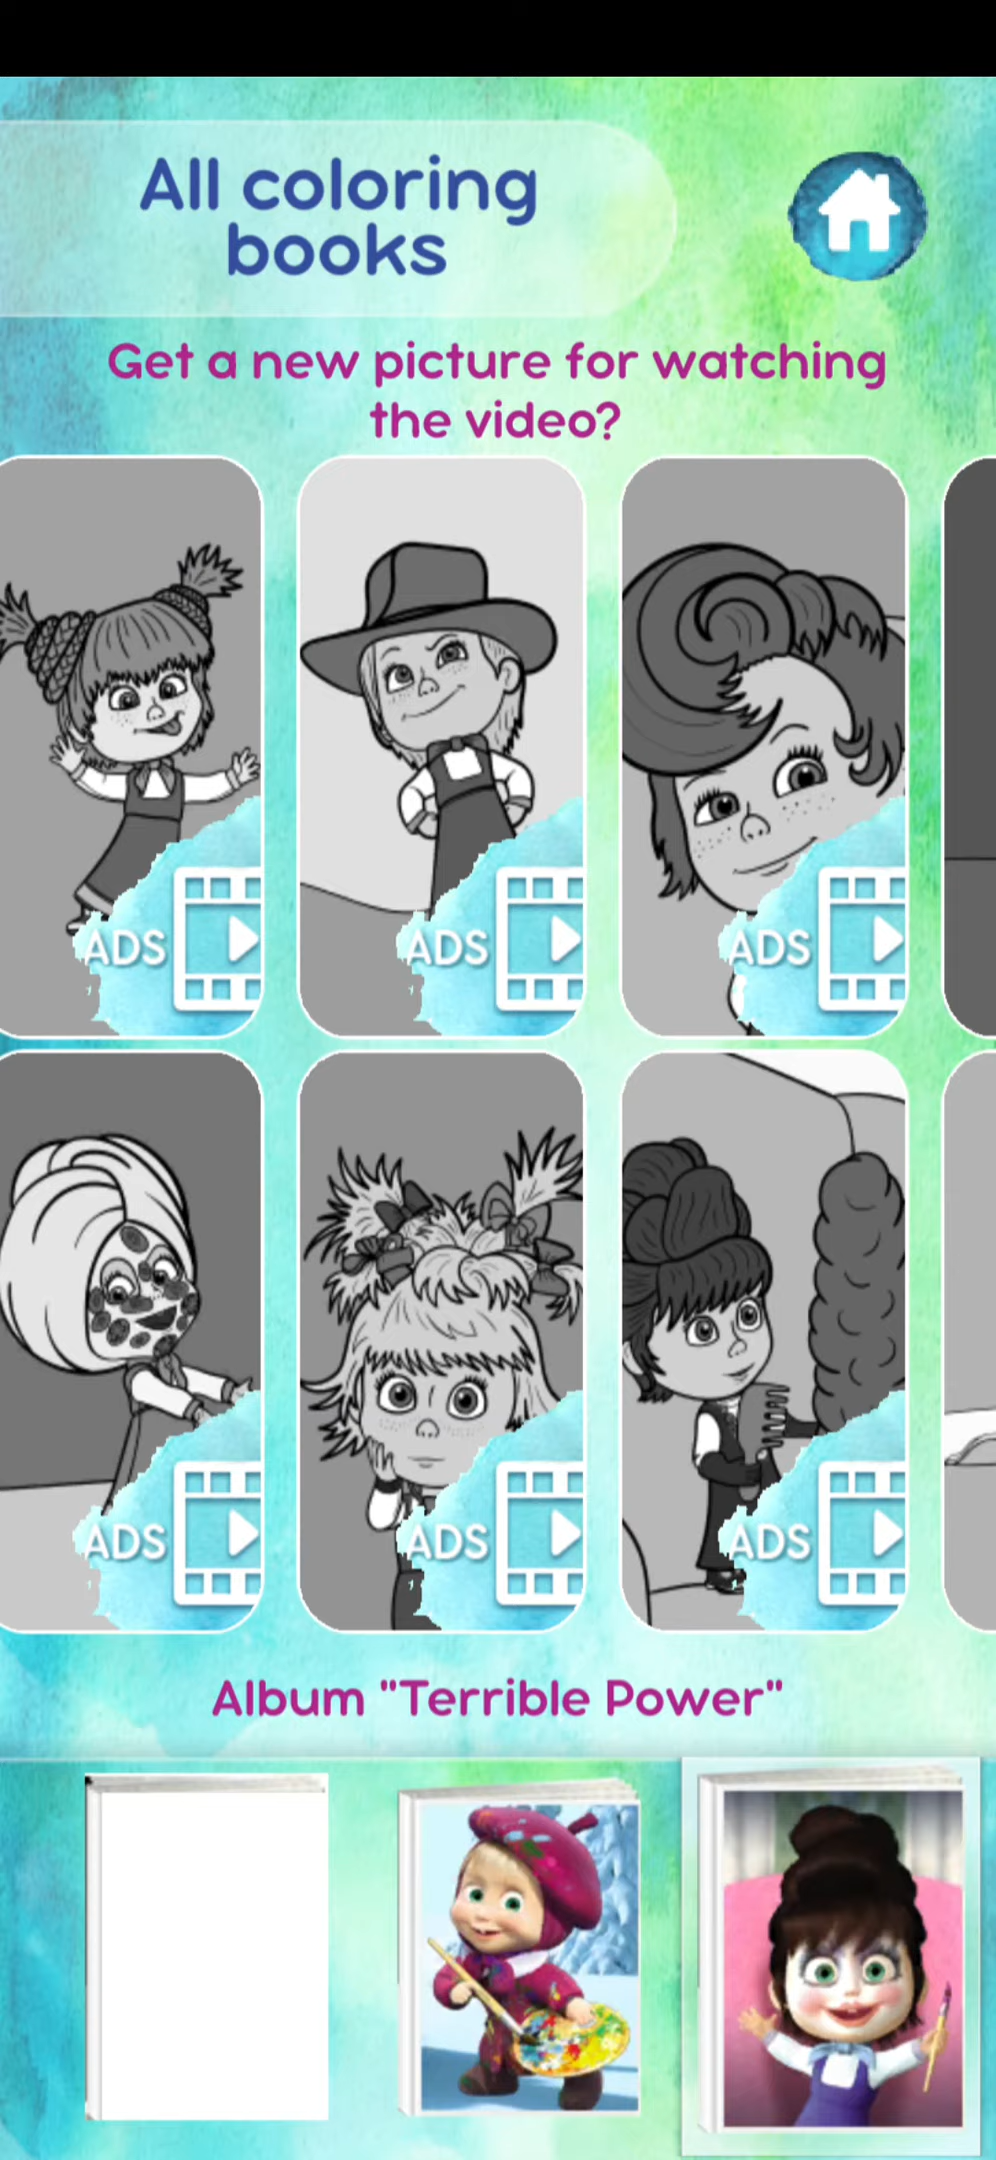 All coloring
books
Get a new picture for watching
the video?
ADS
ADS
ADS
ADS
ADS
ADS
Album "Terrible Power"